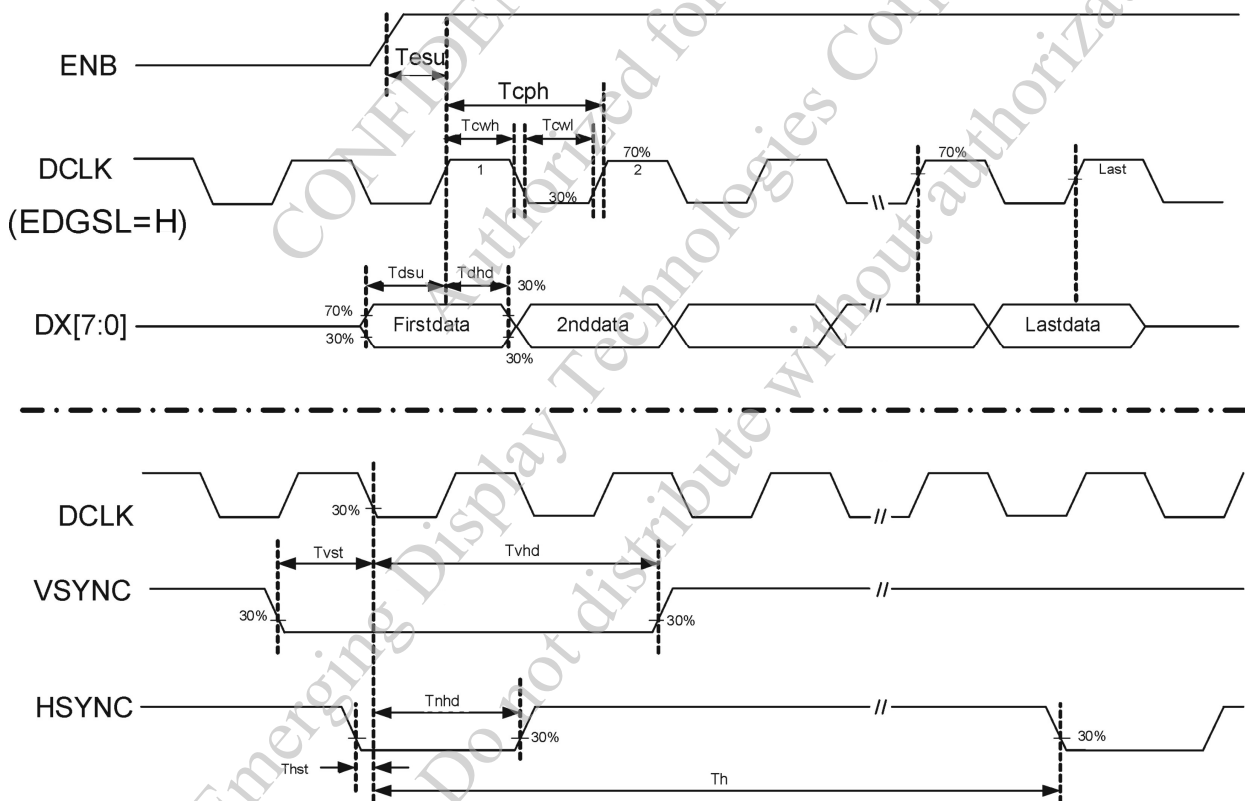 ENB
Tesu
Tcph
Tcwh
Tcwl
DCLK
(EDGSL=H)
1
30%
70%
2
70%
Last
Tdsu
Tdhd
30%
DX[7:0]
70%
30%
Firstdata
30%
2nddata
Lastdata
DCLK
30%
VSYNC
Tvst
Tvhd
30%
30%
HSYNC
Tnhd
30%
30%
Thst
Th
CONFIDEN
Authorized for
Emerging Display Technologies Corp
Do not distribute without authorizat